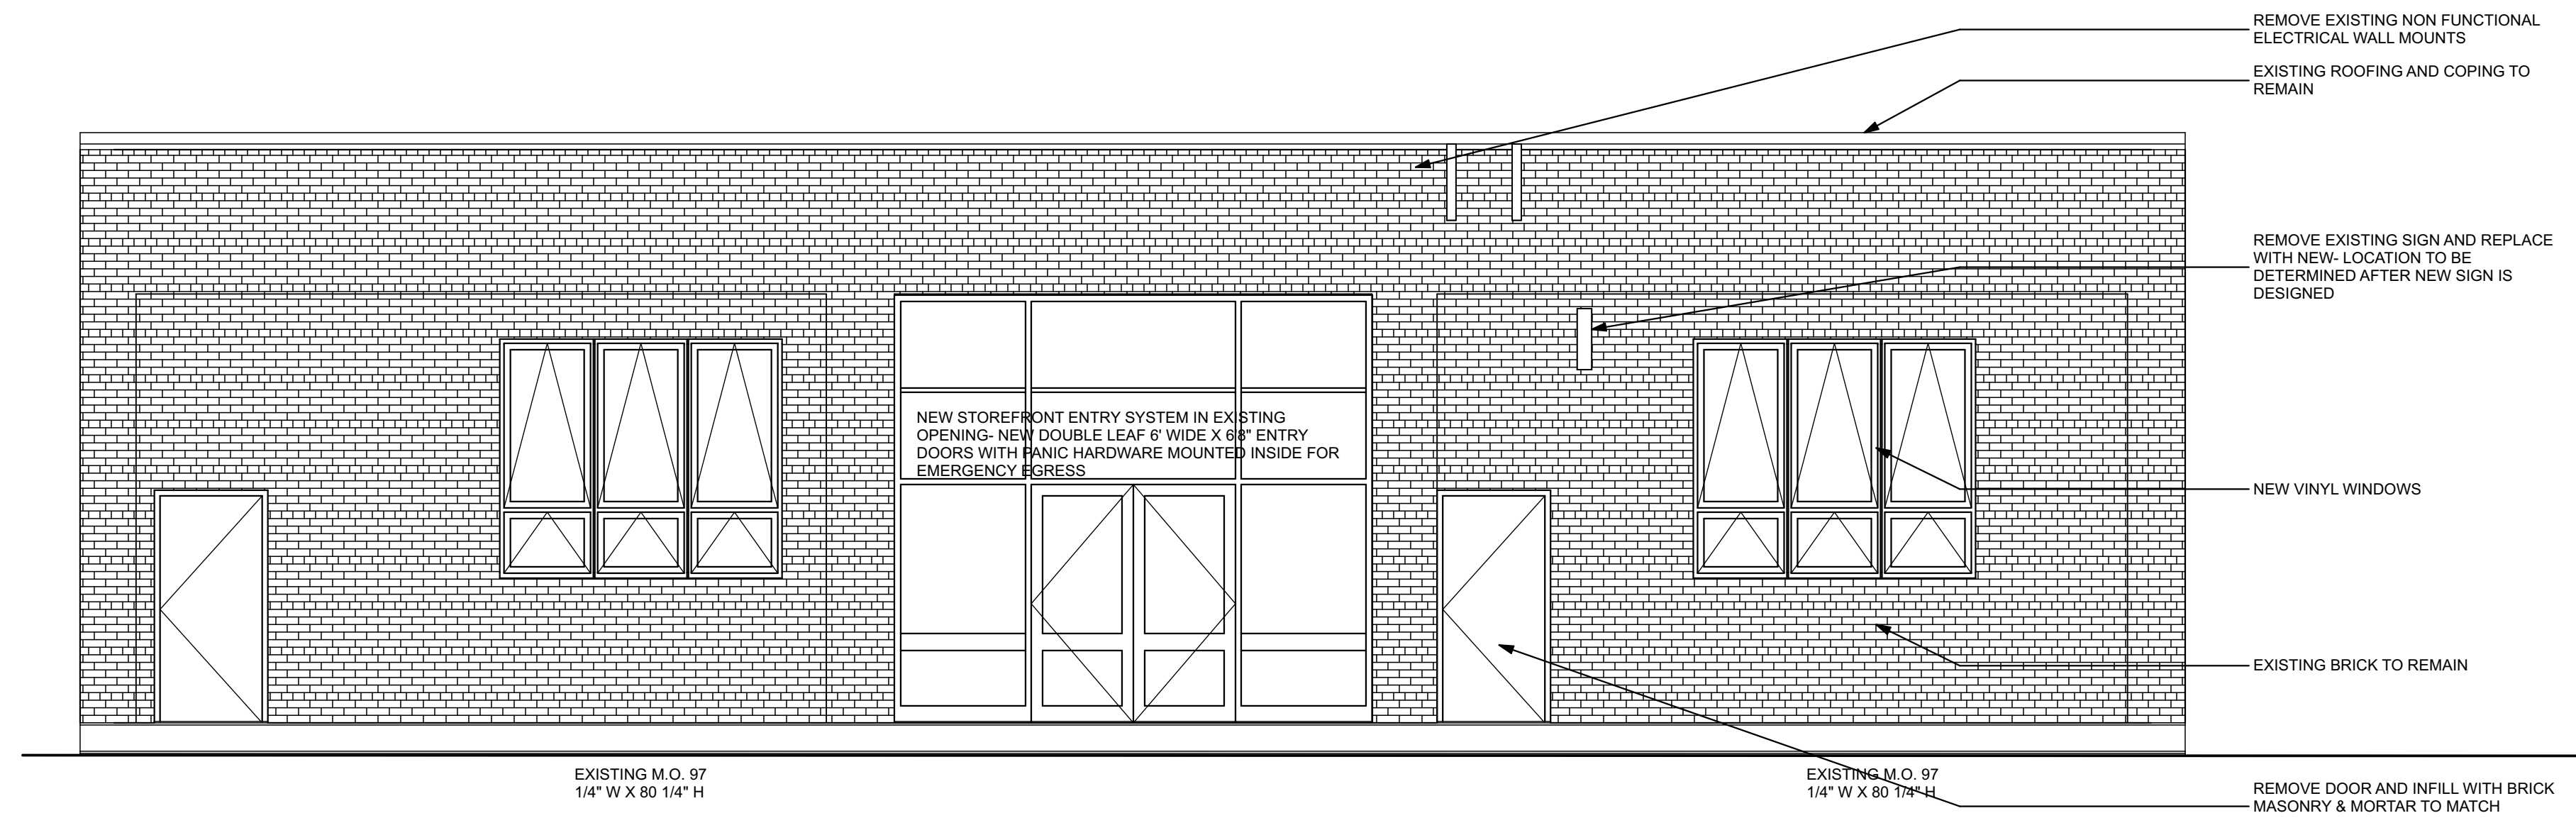 REMOVE EXISTING NON FUNCTIONAL
ELECTRICAL WALL MOUNTS
EXISTING ROOFING AND COPING TO
REMAIN
REMOVE EXISTING SIGN AND REPLACE
WITH NEW- LOCATION TO BE
DETERMINED AFTER NEW SIGN IS
DESIGNED
NEW STOREFRONT ENTRY SYSTEM IN EXISTING
OPENING- NEW DOUBLE LEAF 6' WIDE X 6'8" ENTRY
DOORS WITH PANIC HARDWARE MOUNTED INSIDE FOR
EMERGENCY EGRESS
NEW VINYL WINDOWS
EXISTING BRICK TO REMAIN
EXISTING M.O. 97
1/4" W X 80 1/4" H
EXISTING M.O. 97
1/4" W X 80 1/4" H
REMOVE DOOR AND INFILL WITH BRICK
MASONRY & MORTAR TO MATCH